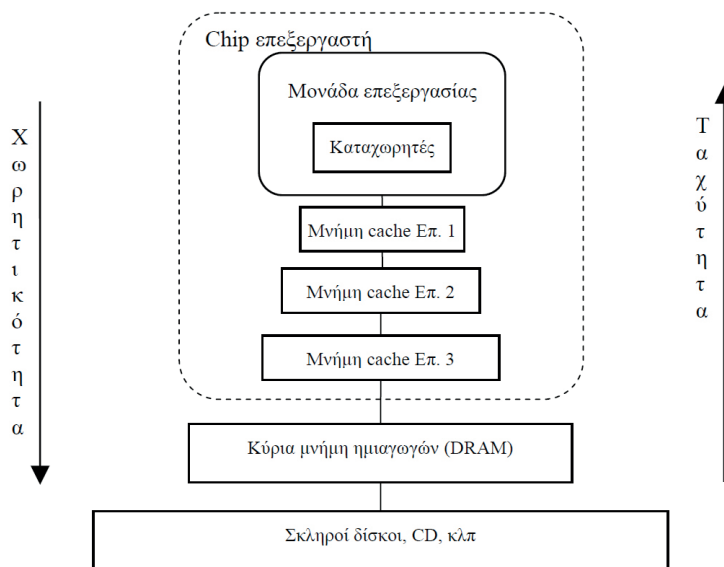 Chip επεξεργαστή
Μονάδα επεξεργασίας
Καταχωρητές
Μνήμη cache Επ. 1
Μνήμη cache Επ. 2
Μνήμη cache Επ. 3
Κύρια μνήμη ημιαγωγών (DRAM)
Σκληροί δίσκοι, CD, κλπ
Χωρητικότητα
Ταχύτητα